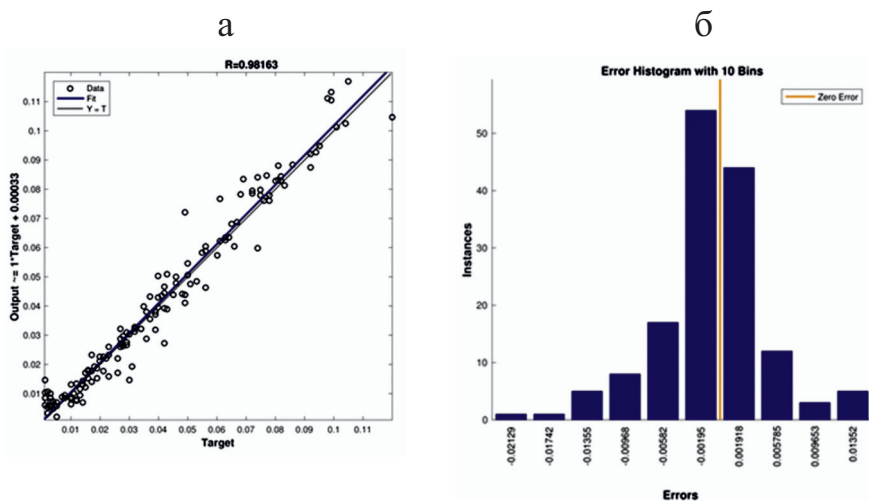 а
б
R=0.98163
Data
Fit
Y = T
Output ~= 1*Target + 0.00033
0.11
0.1
0.09
0.08
0.07
0.06
0.05
0.04
0.03
0.02
0.01
0.01 0.02 0.03 0.04 0.05 0.06 0.07 0.08 0.09 0.1 0.11
Target
Error Histogram with 10 Bins
Zero Error
Instances
50
40
30
20
10
0
-0.02129
-0.01742
-0.01355
-0.00968
-0.00582
-0.00195
0.001918
0.005785
0.009653
0.01352
Errors